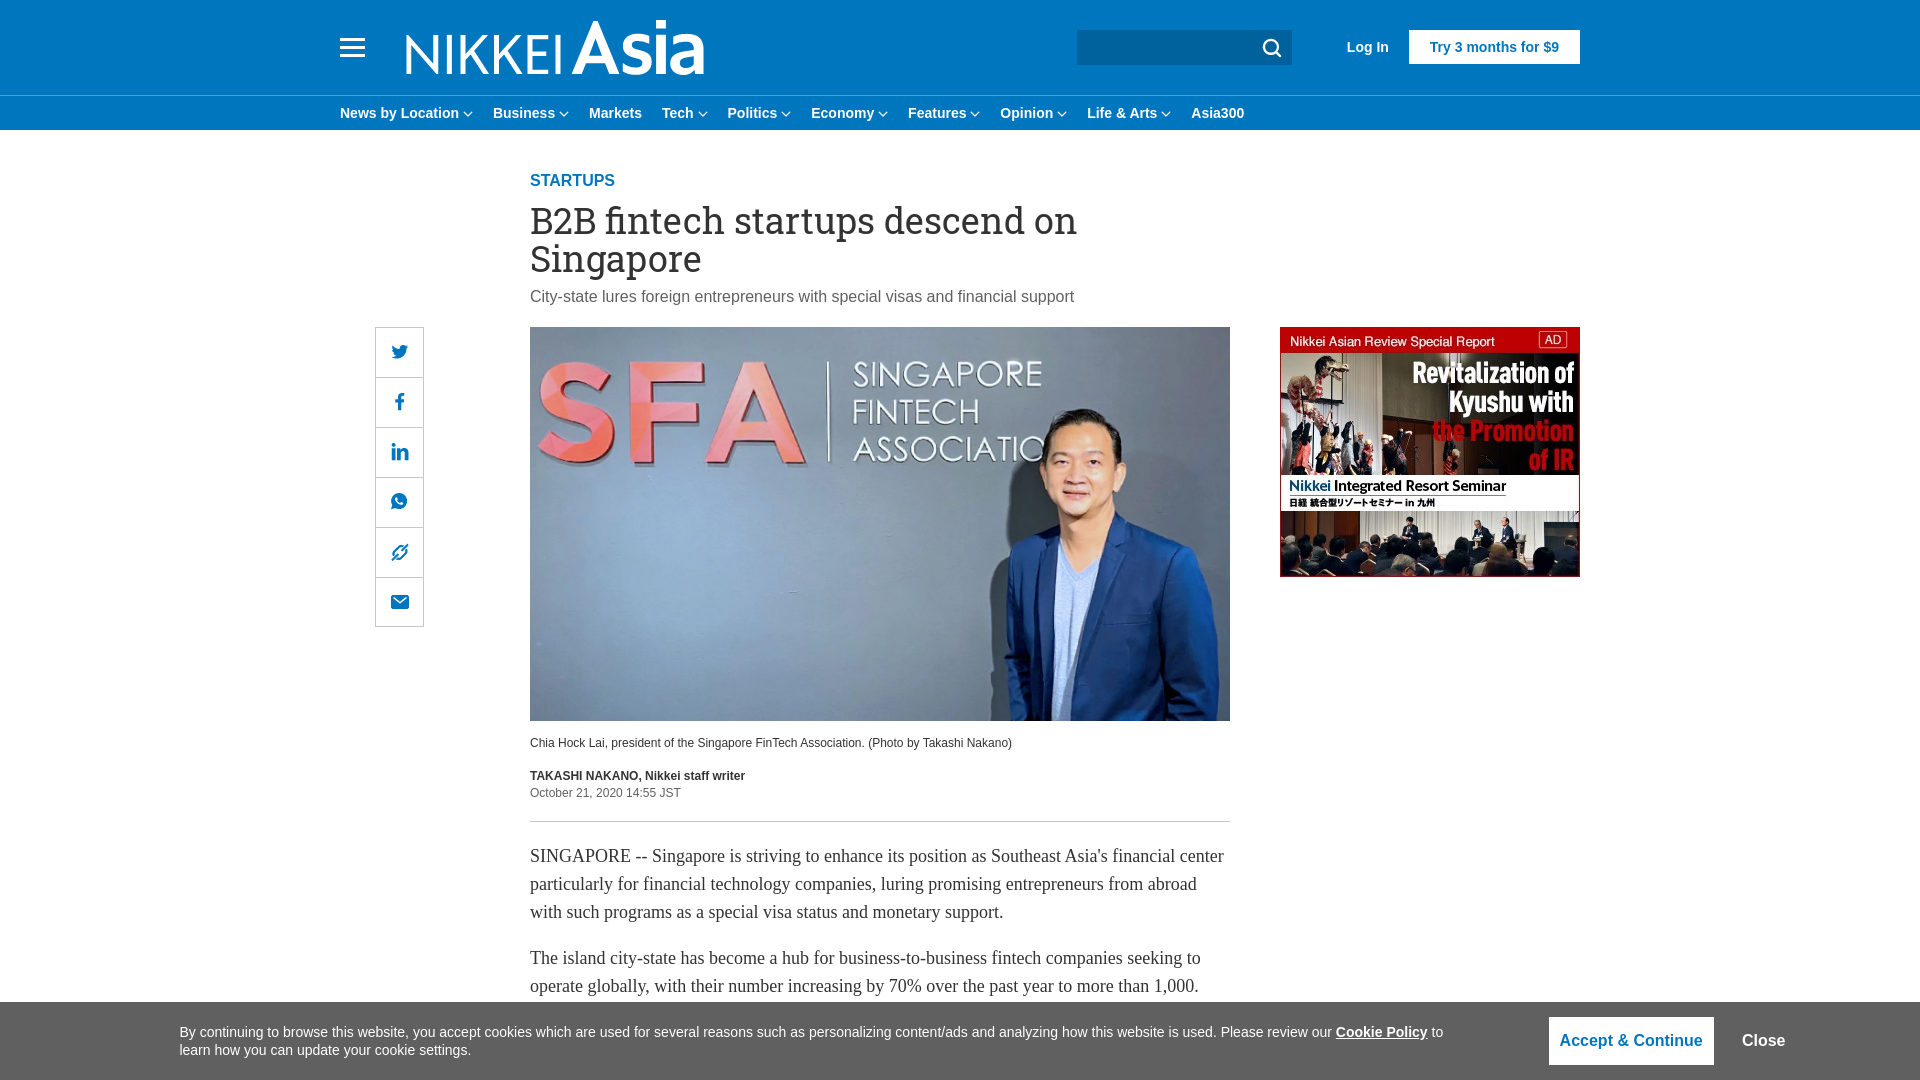 NIKKEI Asia
Log In
Try 3 months for $9
News by Location
Business
Markets
Tech
Politics
Economy
Features
Opinion
Life & Arts
Asia300
STARTUPS
B2B fintech startups descend on
Singapore
City-state lures foreign entrepreneurs with special visas and financial support
SFA
SINGAPORE
FINTECH
ASSOCIATIO
Nikkei Asian Review Special Report
AD
Revitalization of
Kyushu with
the Promotion
of IR
Nikkei Integrated Resort Seminar
日経 統合型リゾートセミナー in 九州
Chia Hock Lai, president of the Singapore FinTech Association. (Photo by Takashi Nakano)
TAKASHI NAKANO, Nikkei staff writer
October 21, 2020 14:55 JST
SINGAPORE -- Singapore is striving to enhance its position as Southeast Asia's financial center
particularly for financial technology companies, luring promising entrepreneurs from abroad
with such programs as a special visa status and monetary support.
The island city-state has become a hub for business-to-business fintech companies seeking to
operate globally, with their number increasing by 70% over the past year to more than 1,000.
By continuing to browse this website, you accept cookies which are used for several reasons such as personalizing content/ads and analyzing how this website is used. Please review our Cookie Policy to
learn how you can update your cookie settings.
Accept & Continue
Close